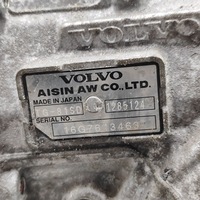 VOLVO
VOLVO
AISIN AW CO., LTD.
MADE IN JAPAN
1285124
SERIAL NO